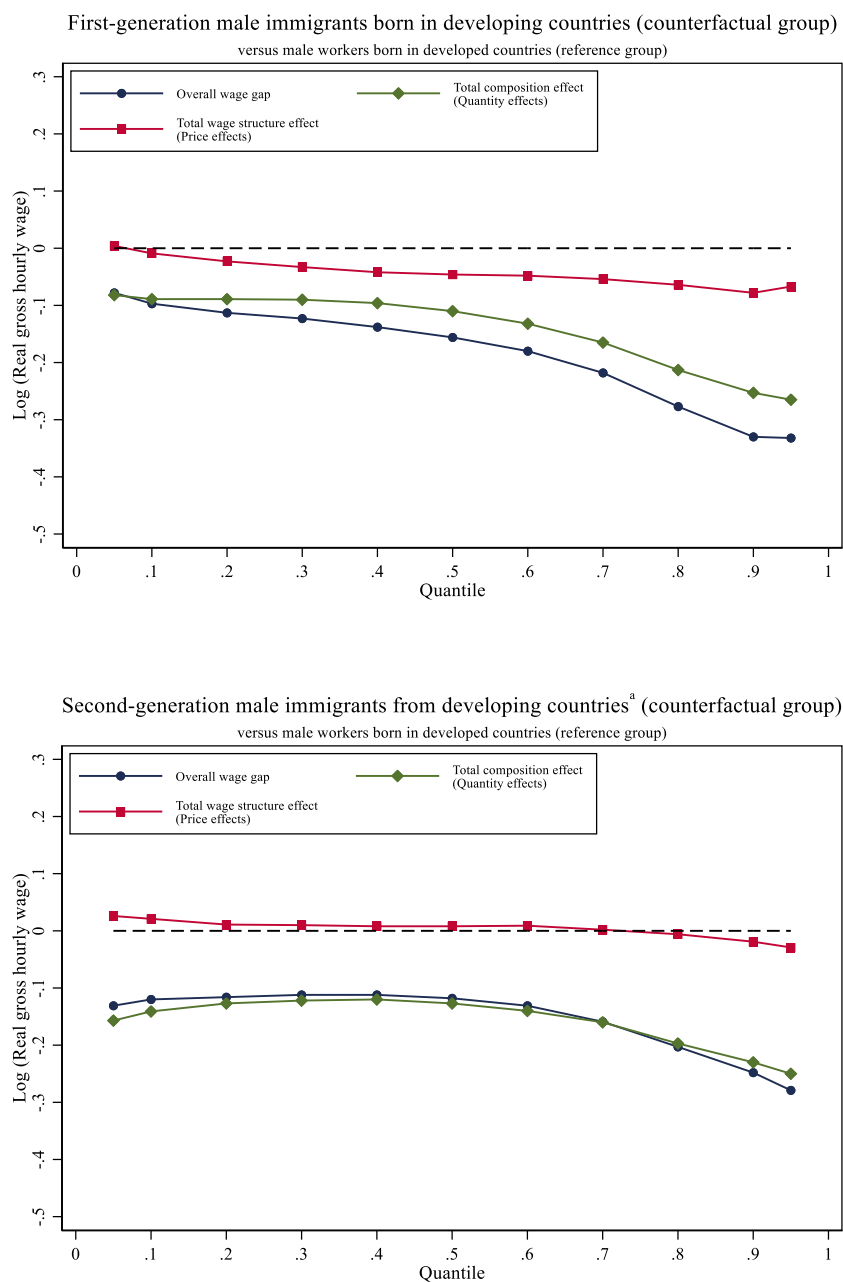 First-generation male immigrants born in developing countries (counterfactual group)
versus male workers born in developed countries (reference group)
Overall wage gap
Total composition effect
(Quantity effects)
Total wage structure effect
(Price effects)
Log (Real gross hourly wage)
.3
.2
.1
0
-.1
-.2
-.3
-.4
-.5
0 .1 .2 .3 .4 .5 .6 .7 .8 .9 1
Quantile
Second-generation male immigrants from developing countriesª (counterfactual group)
versus male workers born in developed countries (reference group)
Overall wage gap
Total composition effect
(Quantity effects)
Total wage structure effect
(Price effects)
Log (Real gross hourly wage)
.3
.2
.1
0
-.1
-.2
-.3
-.4
-.5
0 .1 .2 .3 .4 .5 .6 .7 .8 .9 1
Quantile